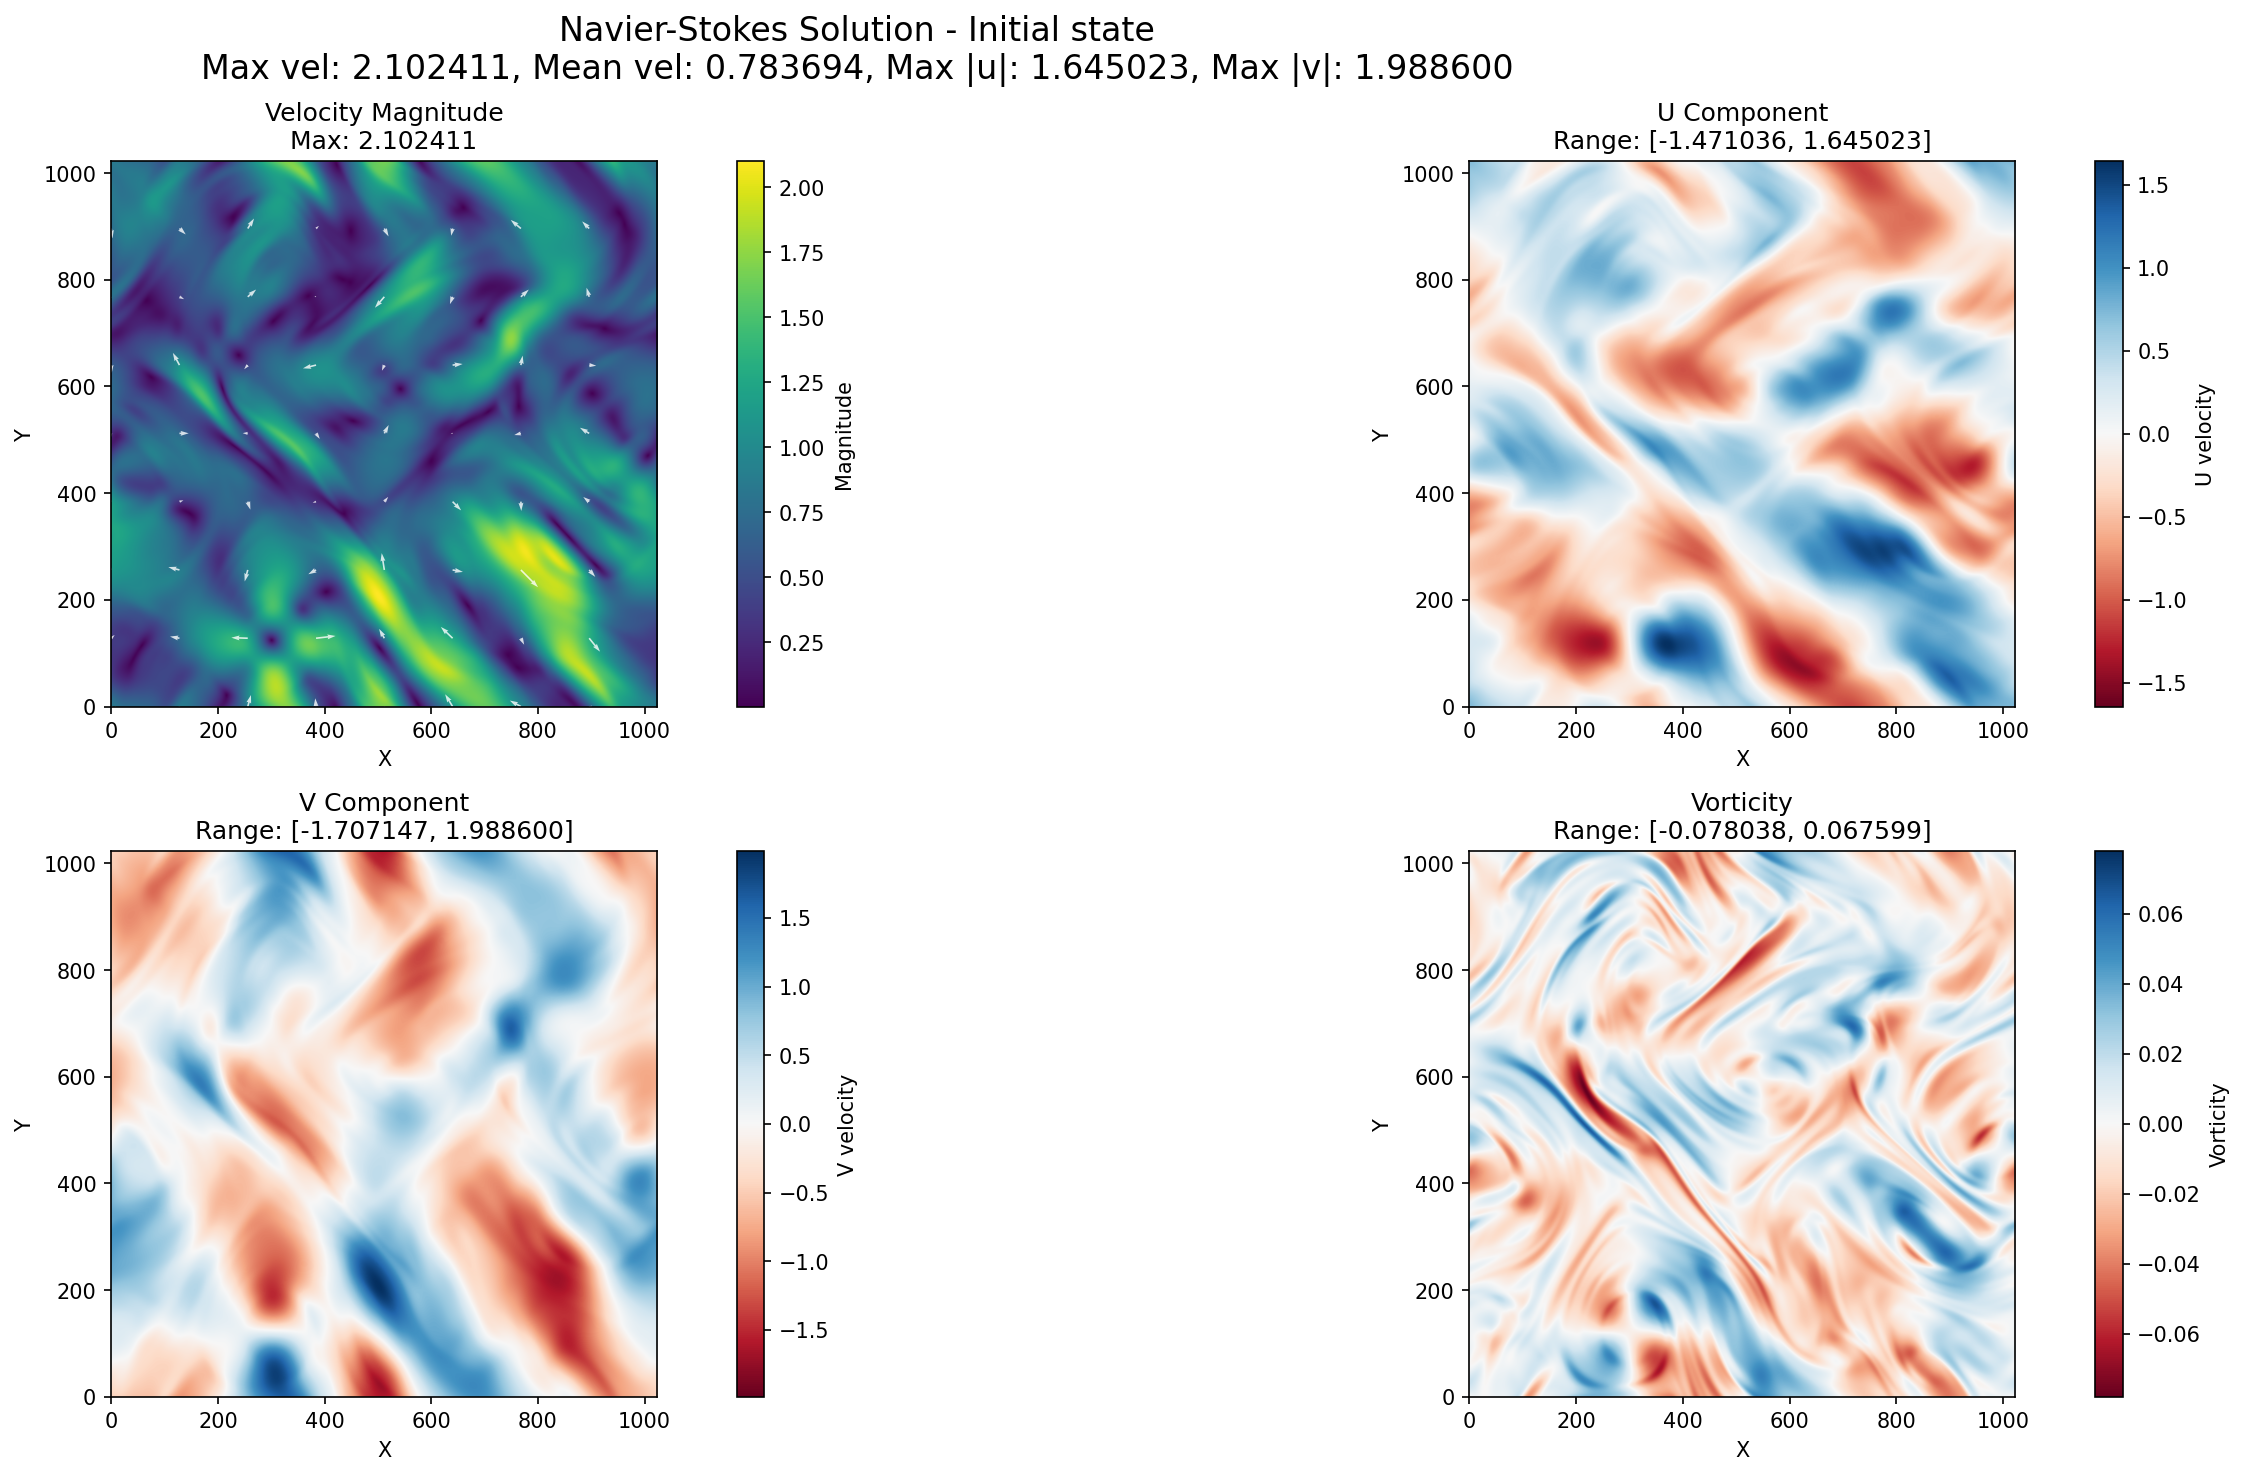 Navier-Stokes Solution - Initial state
Max vel: 2.102411, Mean vel: 0.783694, Max |u|: 1.645023, Max |v|: 1.988600
Velocity Magnitude
Max: 2.102411
1000
800
600
400
200
0
Y
0 200 400 600 800 1000
X
2.00
1.75
1.50
1.25
1.00
0.75
0.50
0.25
Magnitude
U Component
Range: [-1.471036, 1.645023]
1000
800
600
400
200
0
Y
0 200 400 600 800 1000
X
1.5
1.0
0.5
0.0
−0.5
−1.0
−1.5
U velocity
V Component
Range: [-1.707147, 1.988600]
1000
800
600
400
200
0
Y
0 200 400 600 800 1000
X
1.5
1.0
0.5
0.0
−0.5
−1.0
−1.5
V velocity
Vorticity
Range: [-0.078038, 0.067599]
1000
800
600
400
200
0
Y
0 200 400 600 800 1000
X
0.06
0.04
0.02
0.00
−0.02
−0.04
−0.06
Vorticity